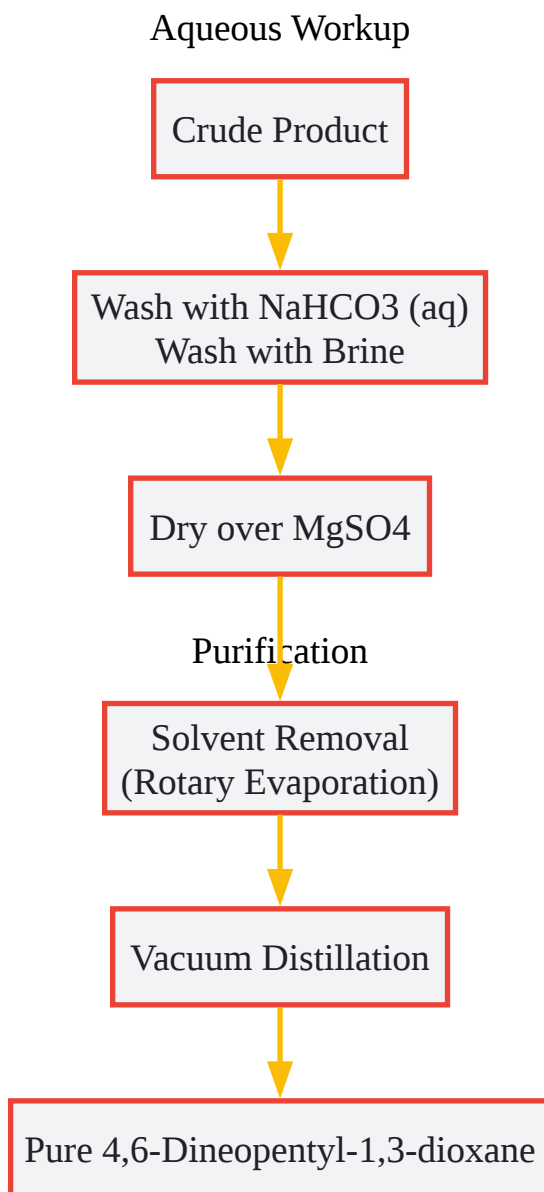 Aqueous Workup
Crude Product
Wash with NaHCO3 (aq)
Wash with Brine
Dry over MgSO4
Purification
Solvent Removal
(Rotary Evaporation)
Vacuum Distillation
Pure 4,6-Dineopentyl-1,3-dioxane